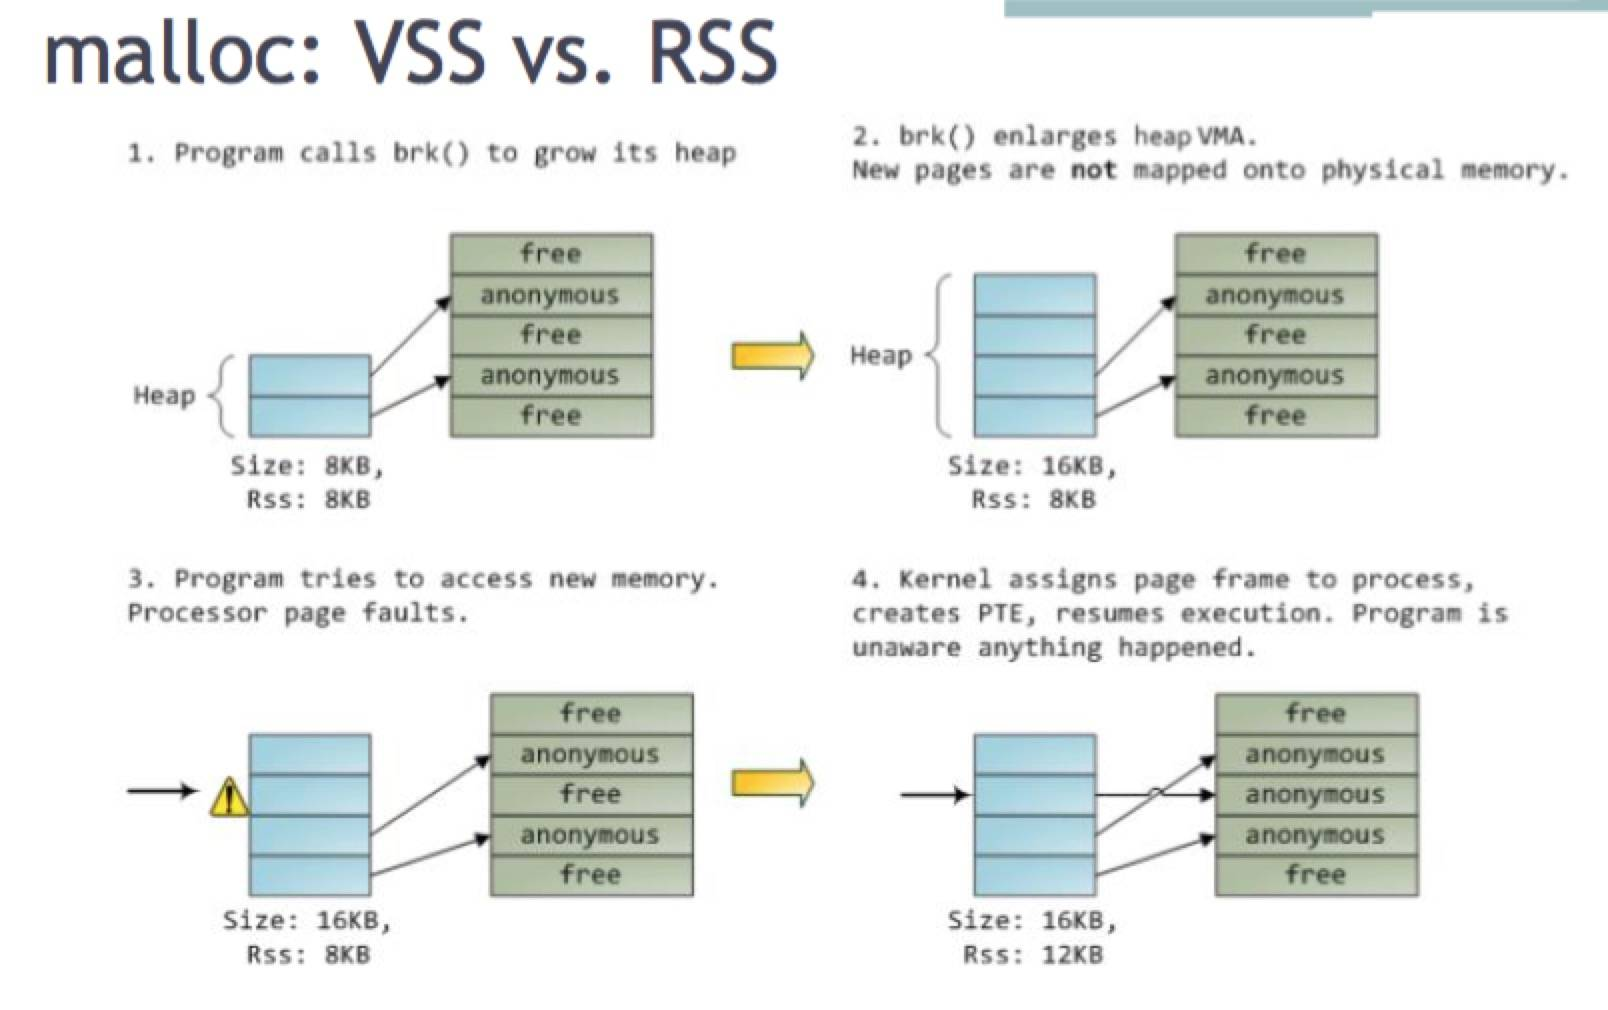 malloc: VSS vs. RSS
1. Program calls brk() to grow its heap
free
anonymous
free
anonymous
free
Heap
Size: 8KB,
Rss: 8KB
2. brk() enlarges heap VMA.
New pages are not mapped onto physical memory.
free
anonymous
free
anonymous
free
Heap
Size: 16KB,
Rss: 8KB
3. Program tries to access new memory.
Processor page faults.
free
anonymous
free
anonymous
free
Size: 16KB,
Rss: 8KB
4. Kernel assigns page frame to process,
creates PTE, resumes execution. Program is
unaware anything happened.
free
anonymous
anonymous
anonymous
free
Size: 16KB,
Rss: 12KB